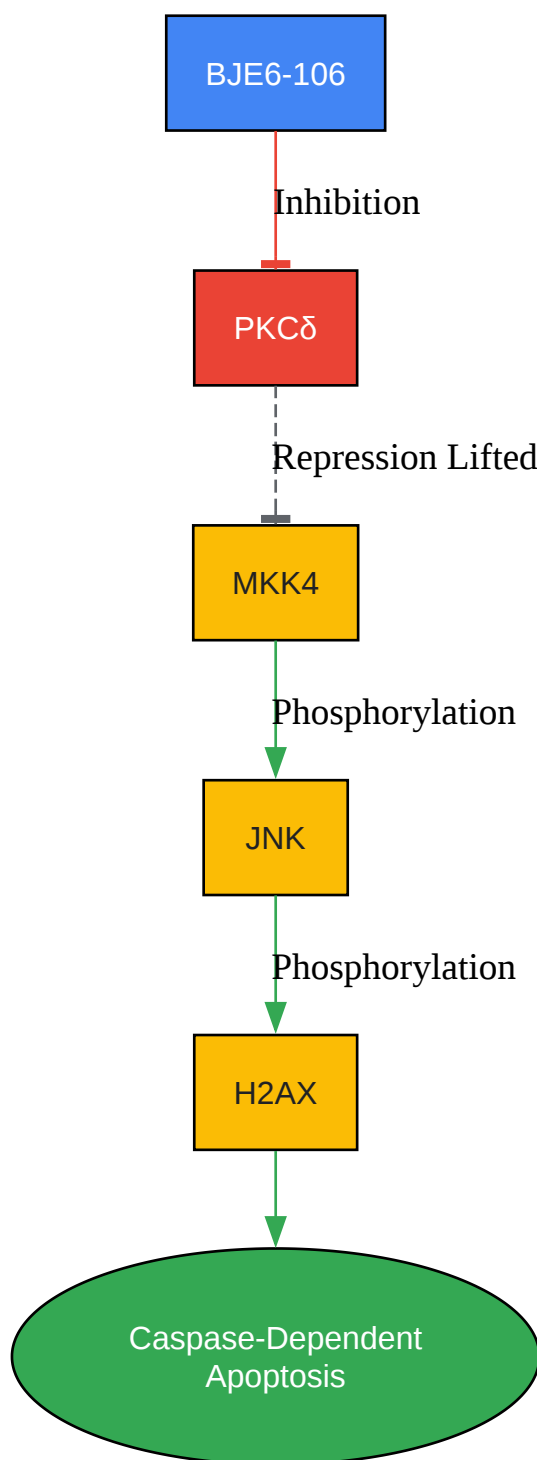 BJE6-106
Inhibition
PKCδ
Repression Lifted
MKK4
Phosphorylation
JNK
Phosphorylation
H2AX
Caspase-Dependent
Apoptosis